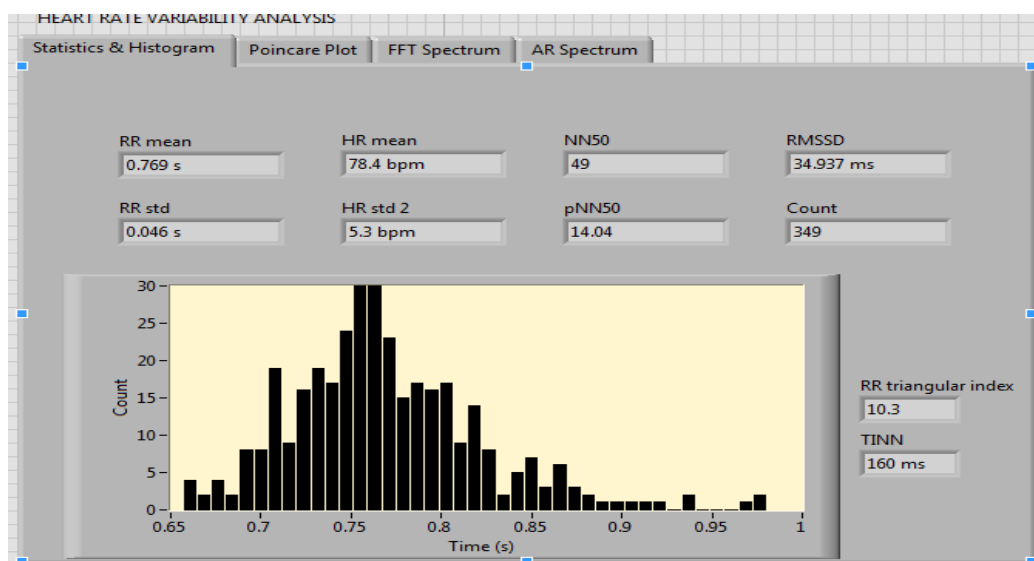 HEART RATE VARIABILITY ANALYSIS
Statistics & Histogram Poincare Plot FFT Spectrum AR Spectrum
RR mean HR mean NN50 RMSSD
0.769 s 78.4 bpm 49 34.937 ms
RR std HR std 2 pNN50 Count
0.046 s 5.3 bpm 14.04 349
30
25
20
15
10
5
0
Count
0.65 0.7 0.75 0.8 0.85 0.9 0.95 1
Time (s)
RR triangular index
10.3
TINN
160 ms